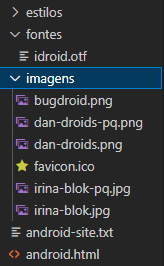 estilos
fontes
idroid.otf
imagens
bugdroid.png
dan-droids-pq.png
dan-droids.png
favicon.ico
irina-blok-pq.jpg
irina-blok.jpg
android-site.txt
android.html